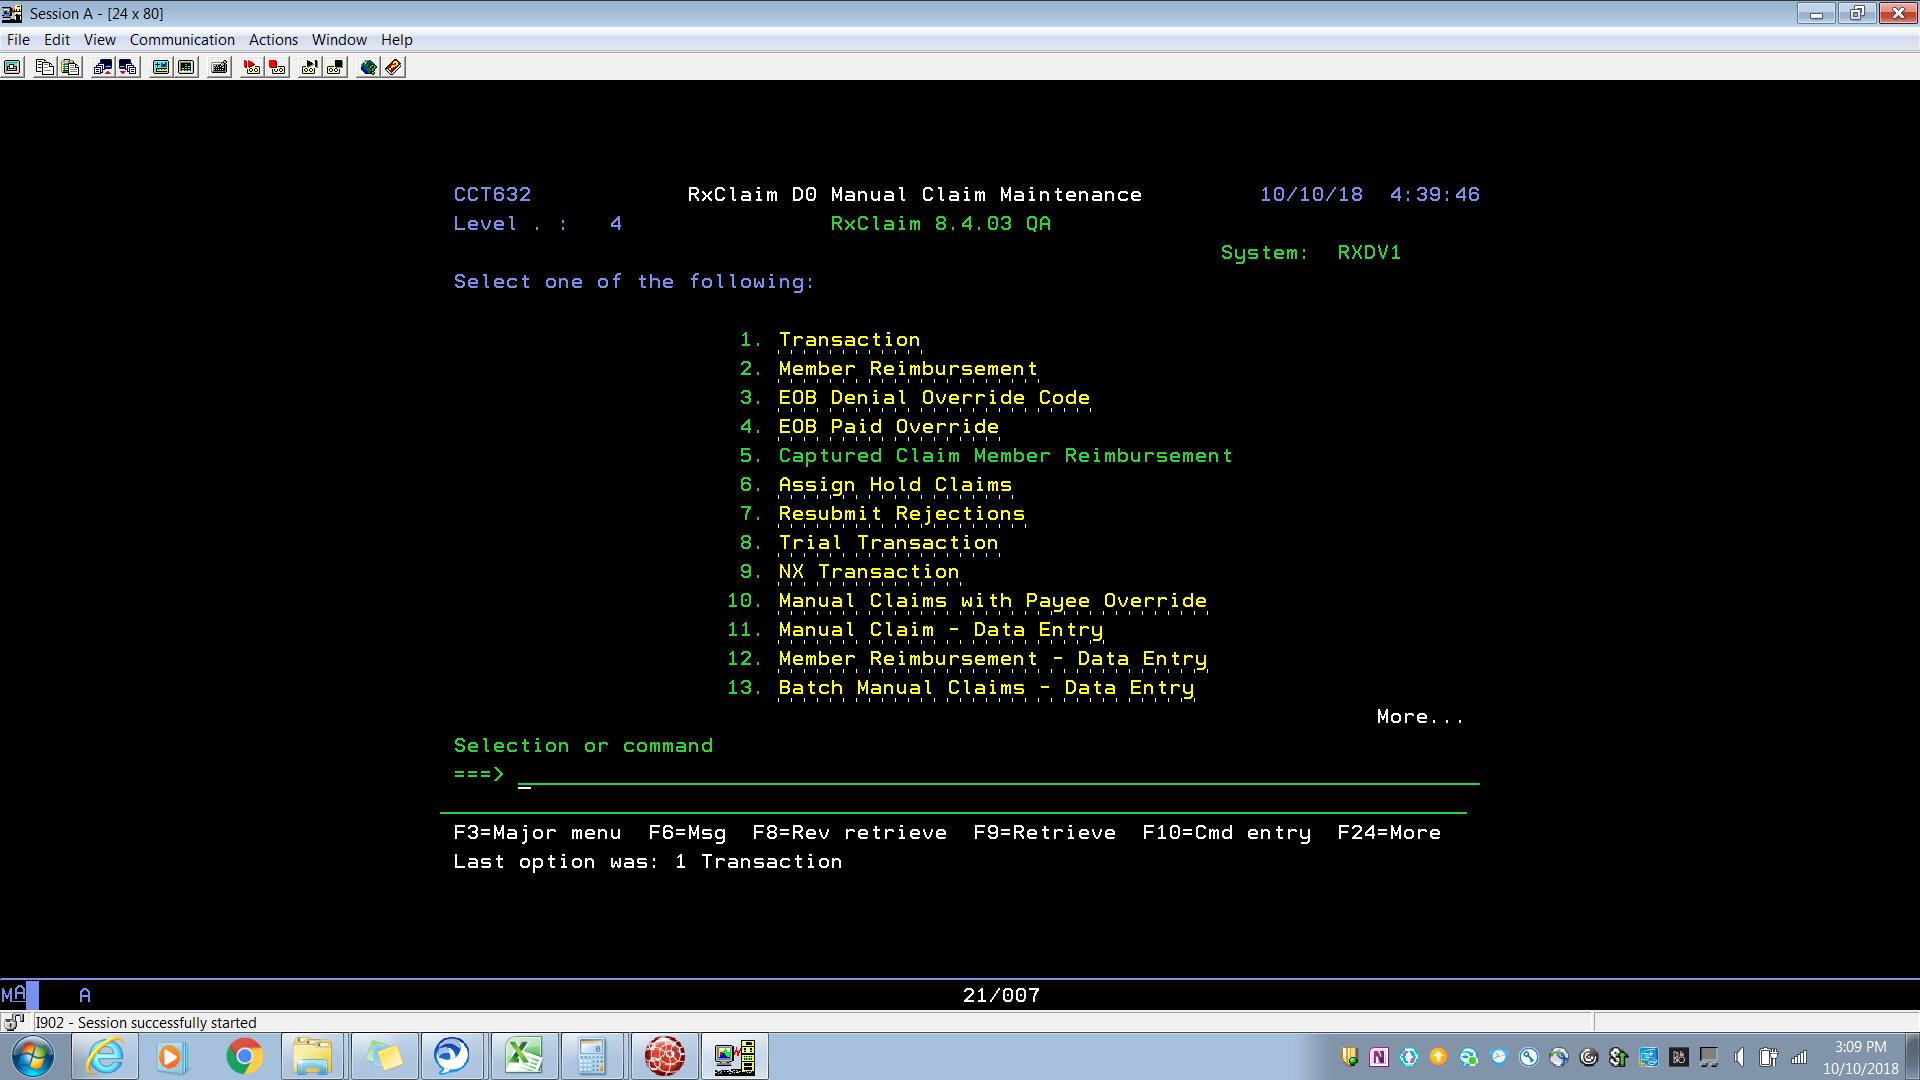 Session A - [24 x 80]
File Edit View Communication Actions Window Help
CCT632 RxClaim D0 Manual Claim Maintenance 10/10/18 4:39:46
Level . : 4 RxClaim 8.4.03 QA
System: RXDV1
Select one of the following:
1. Transaction
2. Member Reimbursement
3. EOB Denial Override Code
4. EOB Paid Override
5. Captured Claim Member Reimbursement
6. Assign Hold Claims
7. Resubmit Rejections
8. Trial Transaction
9. NX Transaction
10. Manual Claims with Payee Override
11. Manual Claim - Data Entry
12. Member Reimbursement - Data Entry
13. Batch Manual Claims - Data Entry
More...
Selection or command
===> _
F3=Major menu F6=Msg F8=Rev retrieve F9=Retrieve F10=Cmd entry F24=More
Last option was: 1 Transaction
MA A 21/007
I902 - Session successfully started
3:09 PM
10/10/2018